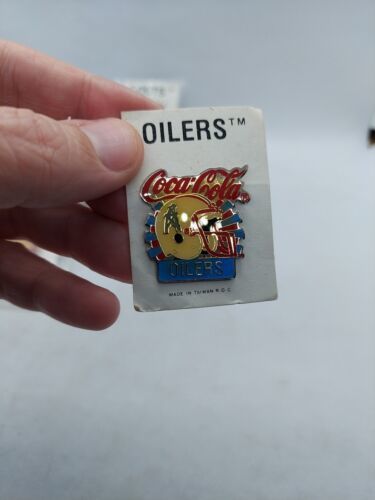 OILERS™
Coca-Cola®
OILERS
MADE IN TAIWAN R.O.C